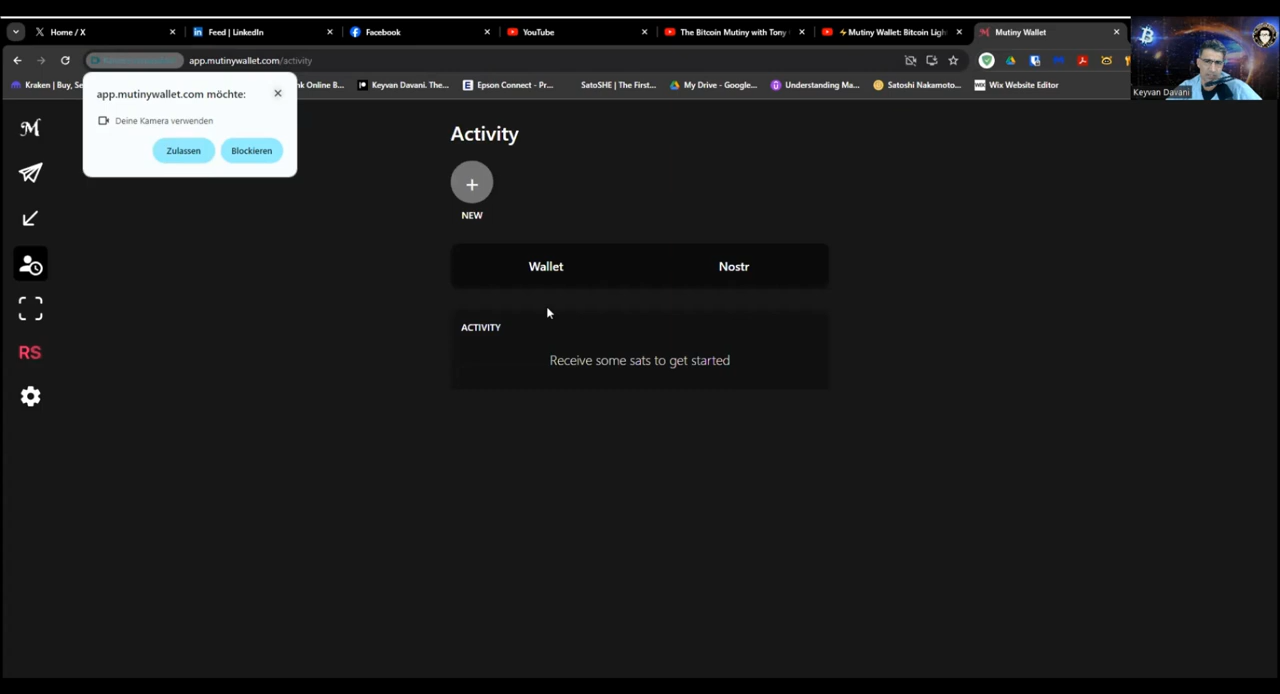 Home / X
Feed | LinkedIn
Facebook
YouTube
The Bitcoin Mutiny with Tony
⚡Mutiny Wallet: Bitcoin Ligh
Mutiny Wallet
app.mutinywallet.com/activity
Kraken | Buy, Se
nk Online B...
Keyvan Davani. The...
Epson Connect - Pr...
SatoSHE | The First...
My Drive - Google...
Understanding Ma...
Satoshi Nakamoto...
WIX Wix Website Editor
Keyvan Davani
app.mutinywallet.com möchte:
Deine Kamera verwenden
Zulassen
Blockieren
M
RS
Activity
+
NEW
Wallet
Nostr
ACTIVITY
Receive some sats to get started